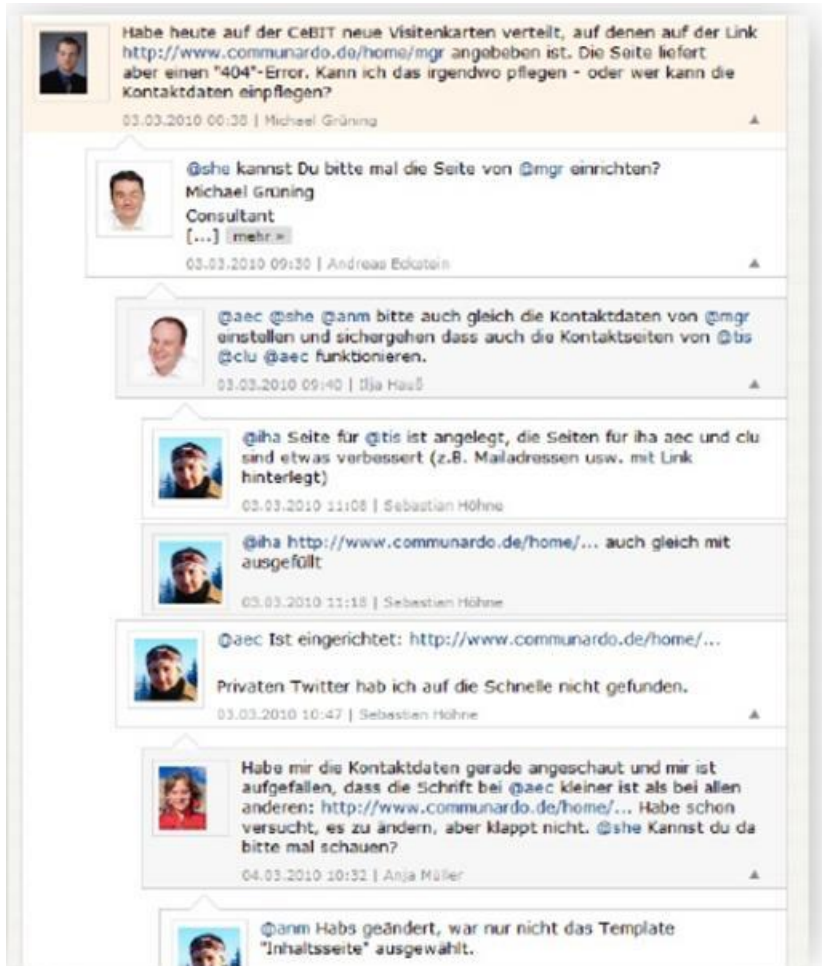 Habe heute auf der CeBIT neue Visitenkarten verteilt, auf denen auf der Link
http://www.communardo.de/home/mgr angebeben ist. Die Seite liefert
aber einen "404"-Error. Kann ich das irgendwo pflegen - oder wer kann die
Kontaktdaten einpflegen?
03.03.2010 00:38 | Michael Grüning
@she kannst Du bitte mal die Seite von @mgr einrichten?
Michael Grüning
Consultant
[...] mehr »
03.03.2010 09:30 | Andreas Eckstein
@aec @she @anm bitte auch gleich die Kontaktdaten von @mgr
einstellen und sichergehen dass auch die Kontaktseiten von @tis
@clu @aec funktionieren.
03.03.2010 09:40 | Ilja Hauß
@iha Seite für @tis ist angelegt, die Seiten für iha aec und clu
sind etwas verbessert (z.B. Mailadressen usw. mit Link
hinterlegt)
03.03.2010 11:08 | Sebastian Höhne
@iha http://www.communardo.de/home/... auch gleich mit
ausgefüllt
03.03.2010 11:18 | Sebastian Höhne
@aec Ist eingerichtet: http://www.communardo.de/home/...
Privaten Twitter hab ich auf die Schnelle nicht gefunden.
03.03.2010 10:47 | Sebastian Höhne
Habe mir die Kontaktdaten gerade angeschaut und mir ist
aufgefallen, dass die Schrift bei @aec kleiner ist als bei allen
anderen: http://www.communardo.de/home/... Habe schon
versucht, es zu ändern, aber klappt nicht. @she Kannst du da
bitte mal schauen?
04.03.2010 10:32 | Anja Müller
@anm Habs geändert, war nur nicht das Template
"Inhaltsseite" ausgewählt.